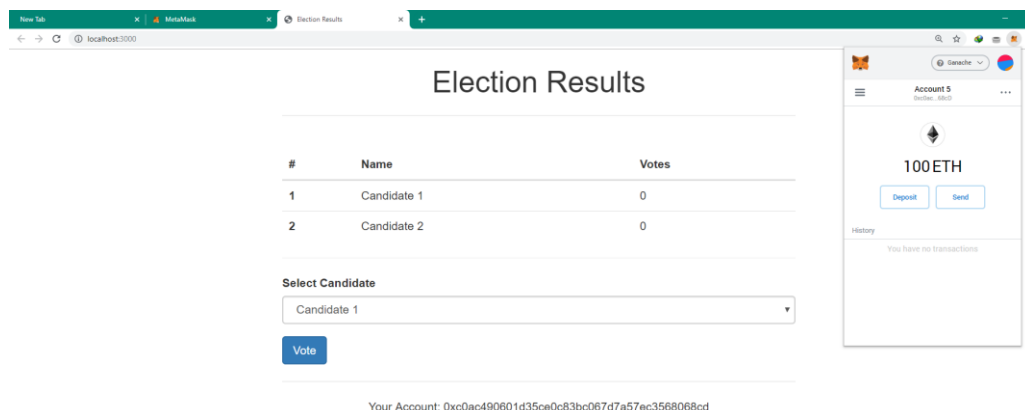 New Tab
MetaMask
Election Results
localhost:3000
Ganache
Election Results
Account 5
100 ETH
Deposit Send
History
You have no transactions
# Name Votes
1 Candidate 1 0
2 Candidate 2 0
Select Candidate
Candidate 1
Vote
Your Account: 0xc0ac490601d35ce0c83bc067d7a57ec3568068cd